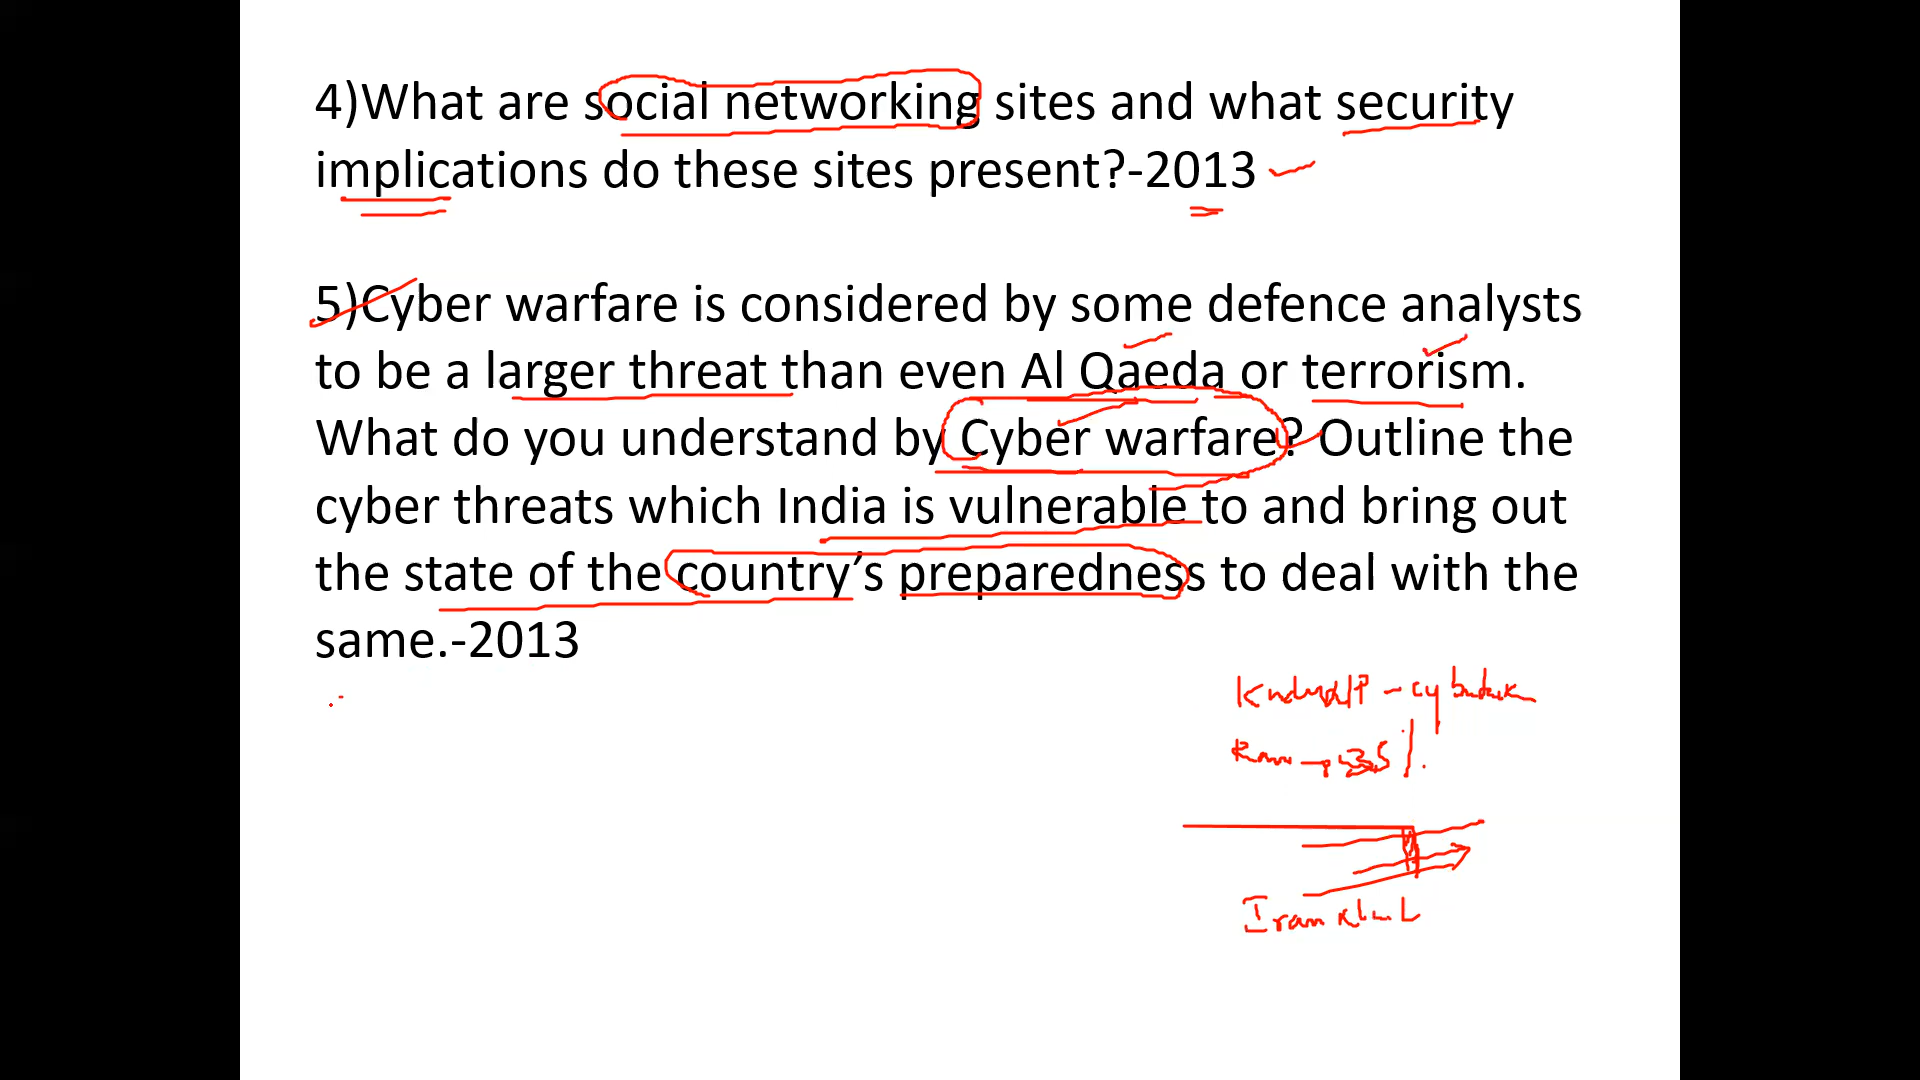 4)What are social networking sites and what security
implications do these sites present?-2013
5)Cyber warfare is considered by some defence analysts
to be a larger threat than even Al Qaeda or terrorism.
What do you understand by Cyber warfare? Outline the
cyber threats which India is vulnerable to and bring out
the state of the country’s preparedness to deal with the
same.-2013
Iran